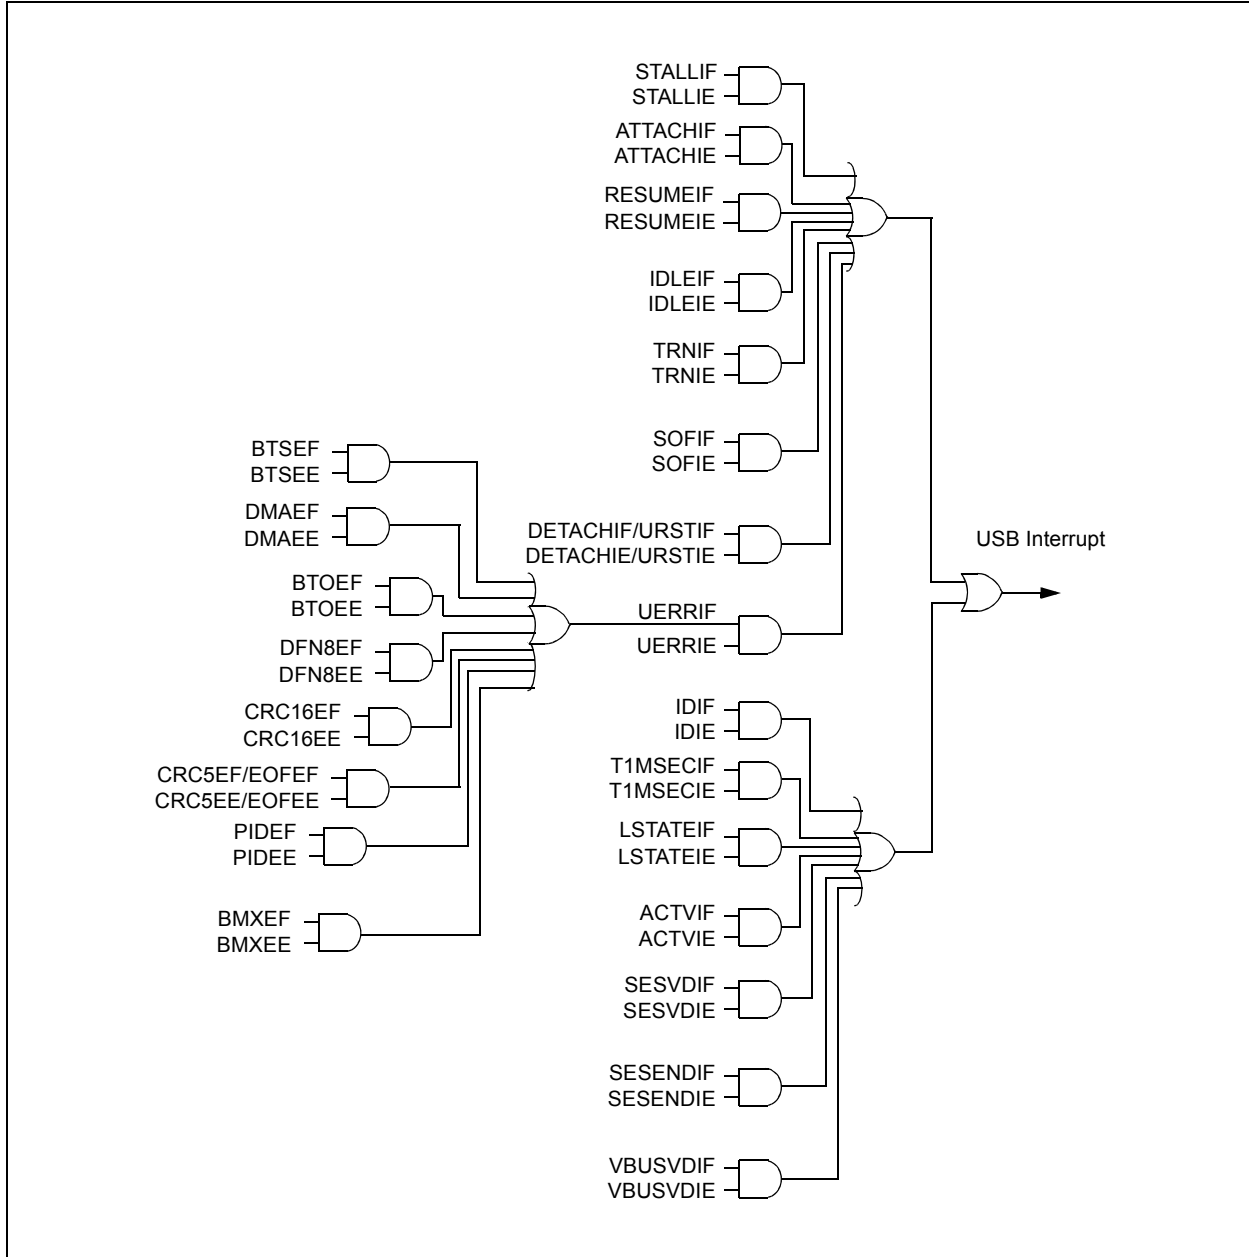 STALLIF
STALLIE
ATTACHIF
ATTACHIE
RESUMEIF
RESUMEIE
IDLEIF
IDLEIE
TRNIF
TRNIE
SOFIF
SOFIE
DETACHIF/URSTIF
DETACHIE/URSTIE
UERRIF
UERRIE
BTSEF
BTSEE
DMAEF
DMAEE
BTOEF
BTOEE
DFN8EF
DFN8EE
CRC16EF
CRC16EE
CRC5EF/EOFEF
CRC5EE/EOFEE
PIDEF
PIDEE
BMXEF
BMXEE
IDIF
IDIE
T1MSECIF
T1MSECIE
LSTATEIF
LSTATEIE
ACTVIF
ACTVIE
SESVDIF
SESVDIE
SESENDIF
SESENDIE
VBUSVDIF
VBUSVDIE
USB Interrupt